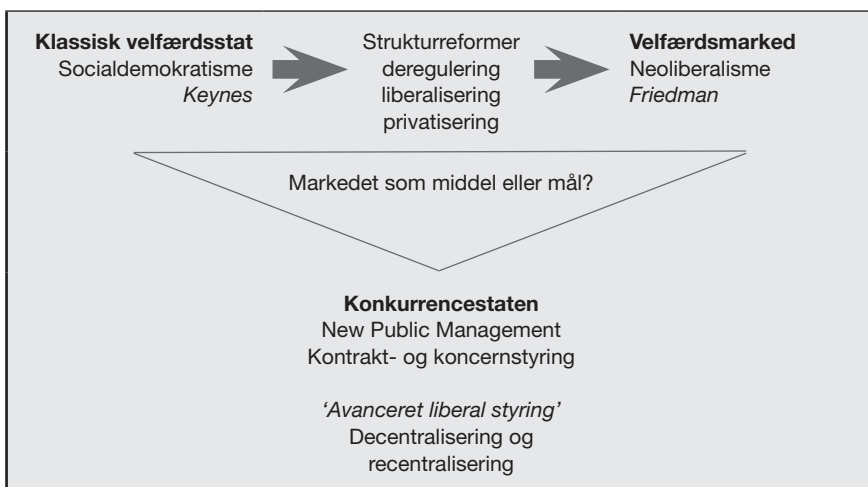 Klassisk velfærdsstat
Socialdemokratisme
Keynes
Strukturreformer
deregulering
liberalisering
privatisering
Velfærdsmarked
Neoliberalisme
Friedman
Markedet som middel eller mål?
Konkurrencestaten
New Public Management
Kontrakt- og koncernstyring
‘Avanceret liberal styring’
Decentralisering og
recentralisering